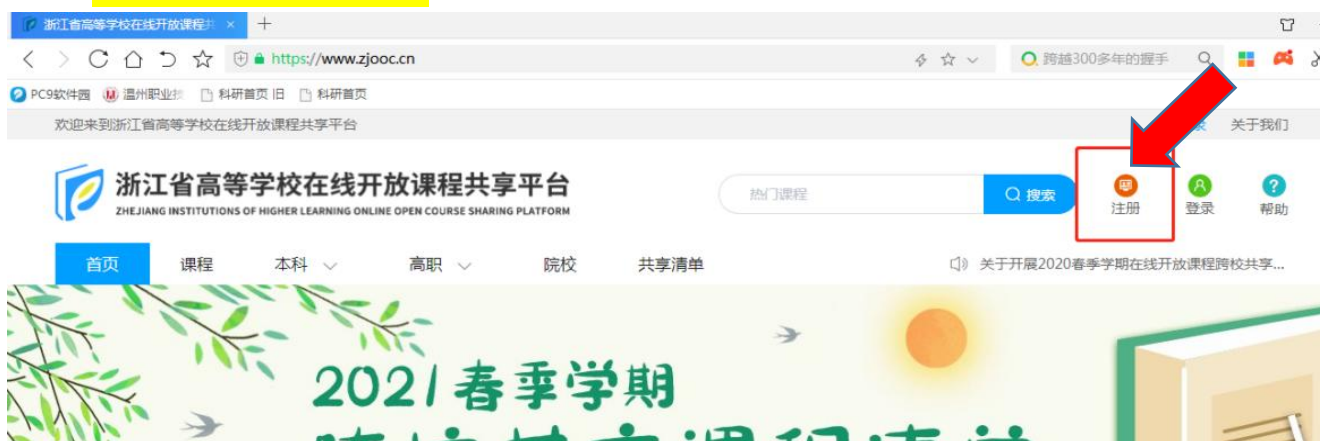 浙江省高等学校在线开放课程共
https://www.zjooc.cn
跨越300多年的握手
PC9软件园 温州职业技 科研首页 旧 科研首页
欢迎来到浙江省高等学校在线开放课程共享平台
关于我们
浙江省高等学校在线开放课程共享平台
ZHEJIANG INSTITUTIONS OF HIGHER LEARNING ONLINE OPEN COURSE SHARING PLATFORM
热门课程
搜索
注册
登录
帮助
首页 课程 本科 高职 院校 共享清单
关于开展2020春季学期在线开放课程跨校共享...
2021春季学期